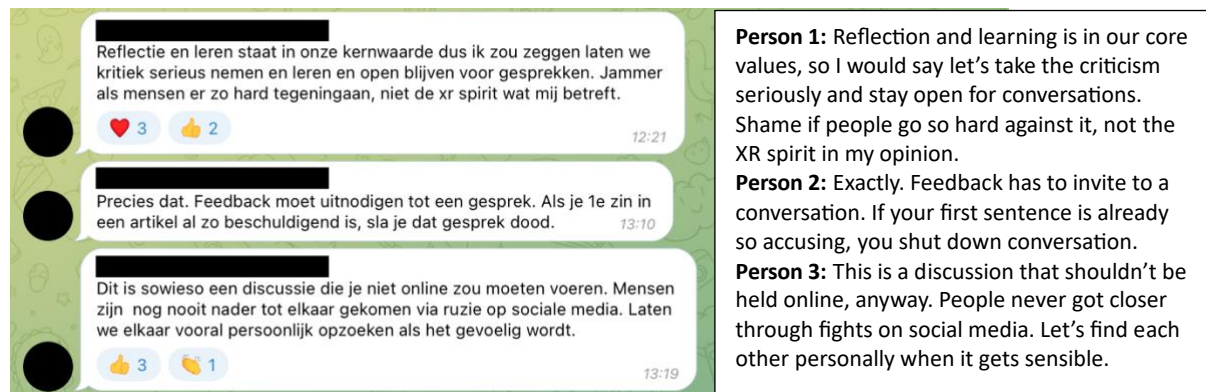 Reflectie en leren staat in onze kernwaarde dus ik zou zeggen laten we
kritiek serieus nemen en leren en open blijven voor gesprekken. Jammer
als mensen er zo hard tegeningaan, niet de xr spirit wat mij betreft.
❤️ 3 👍 2
12:21
Precies dat. Feedback moet uitnodigen tot een gesprek. Als je 1e zin in
een artikel al zo beschuldigend is, sla je dat gesprek dood.
13:10
Dit is sowieso een discussie die je niet online zou moeten voeren. Mensen
zijn nog nooit nader tot elkaar gekomen via ruzie op sociale media. Laten
we elkaar vooral persoonlijk opzoeken als het gevoelig wordt.
👍 3 👏 1
13:19
Person 1: Reflection and learning is in our core
values, so I would say let's take the criticism
seriously and stay open for conversations.
Shame if people go so hard against it, not the
XR spirit in my opinion.
Person 2: Exactly. Feedback has to invite to a
conversation. If your first sentence is already
so accusing, you shut down conversation.
Person 3: This is a discussion that shouldn't be
held online, anyway. People never got closer
through fights on social media. Let's find each
other personally when it gets sensible.